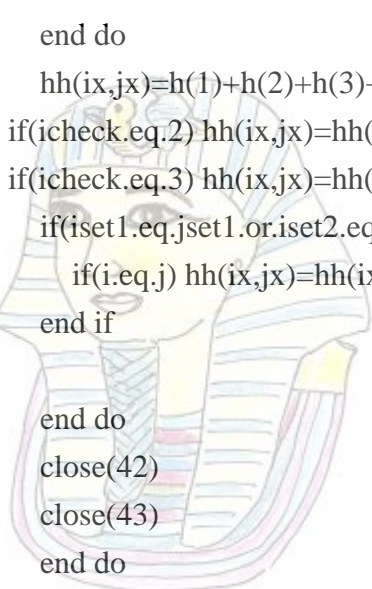 end do
hh(ix,jx)=h(1)+h(2)+h(3)
if(icheck.eq.2) hh(ix,jx)=hh(
if(icheck.eq.3) hh(ix,jx)=hh(
if(iset1.eq.jset1.or.iset2.eq
if(i.eq.j) hh(ix,jx)=hh(ix
end if
end do
close(42)
close(43)
end do